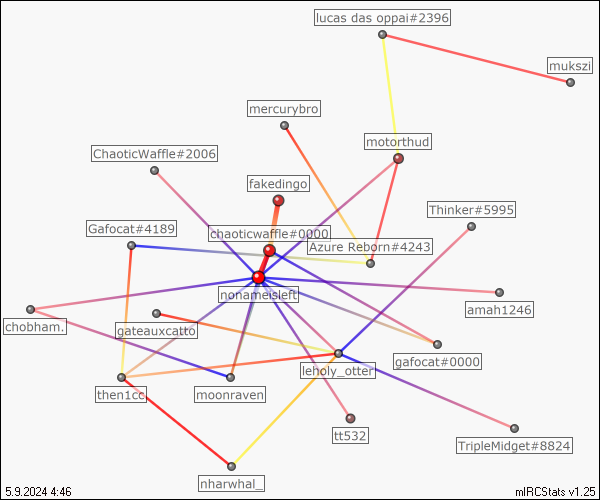 lucas das oppai#2396
mukszi
mercurybro
motorthud
ChaoticWaffle#2006
fakedingo
Thinker#5995
Gafocat#4189
chaoticwaffle#0000
Azure Reborn#4243
nonameisleft
amah1246
chobham.
gateauxcatto
gafocat#0000
leholy_otter
then1cc
moonraven
tt532
TripleMidget#8824
nharwhal_
5.9.2024 4:46
mIRCStats v1.25